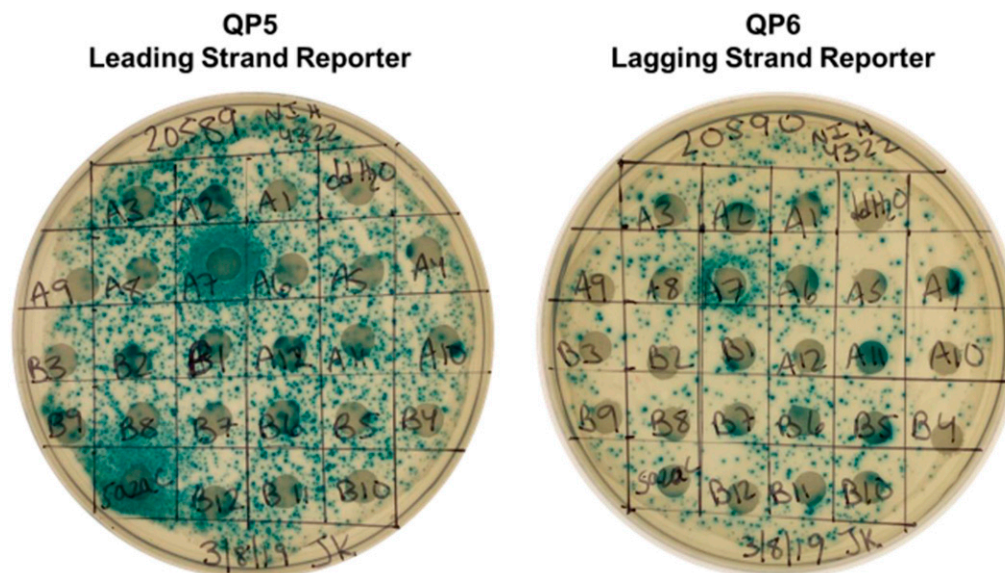 QP5
Leading Strand Reporter
20589 NIH 4322
A3 A2 A1 ddH2O
A9 A8 A7 A6 A5 A4
B3 B2 B1 A12 A11 A10
B9 B8 B7 B6 B5 B4
5azaC B12 B11 B10
3/8/19 JK
QP6
Lagging Strand Reporter
20590 NIH 4322
A3 A2 A1 ddH2O
A9 A8 A7 A6 A5 A4
B3 B2 B1 A12 A11 A10
B9 B8 B7 B6 B5 B4
5azaC B12 B11 B10
3/8/19 JK